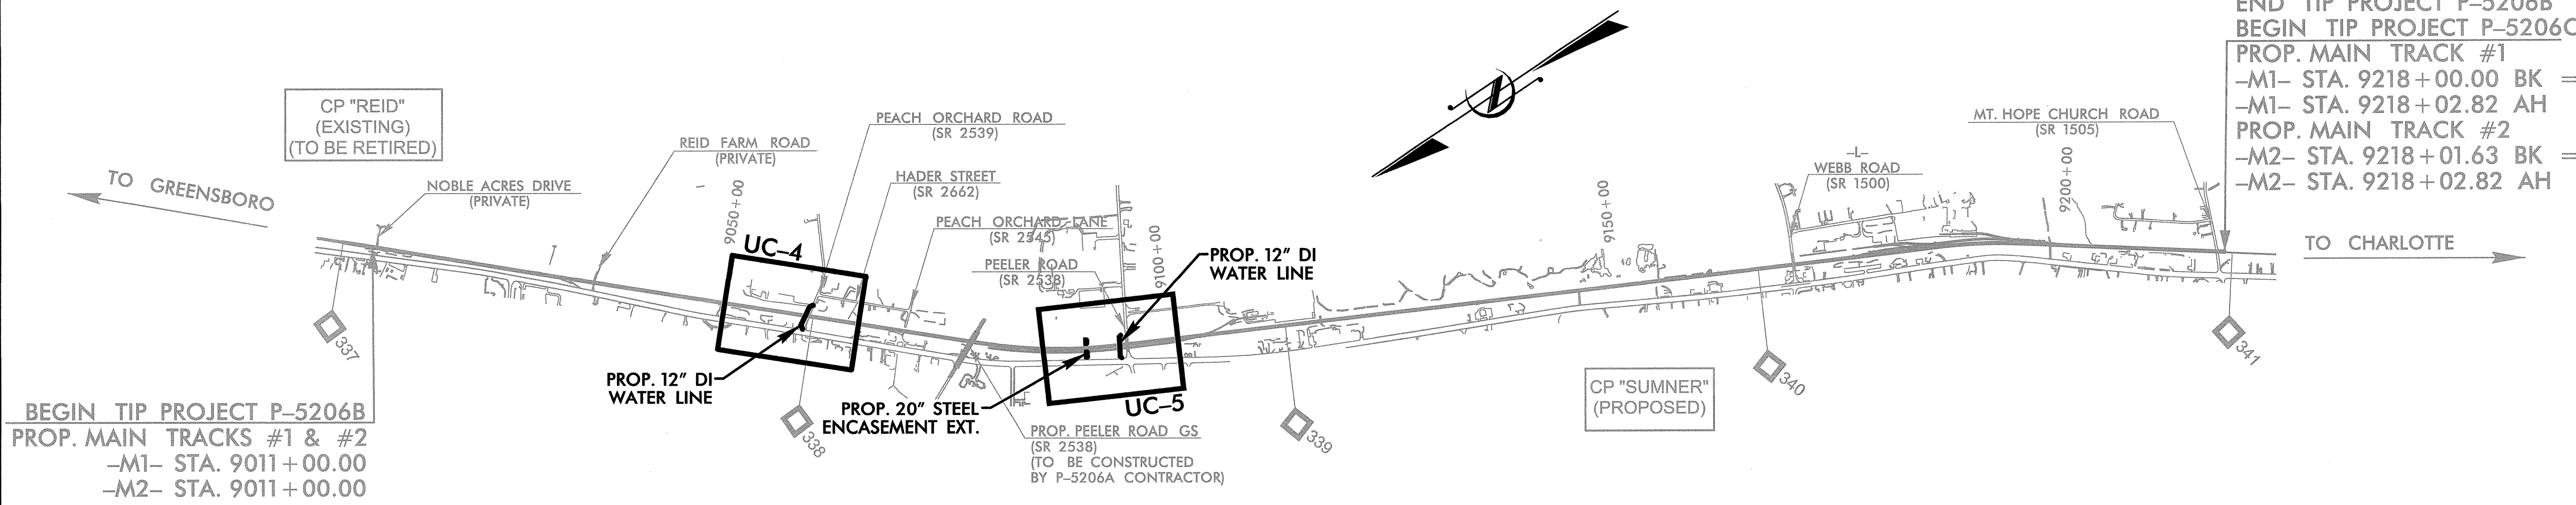 END TIP PROJECT P–5206B
BEGIN TIP PROJECT P–5206C
PROP. MAIN TRACK #1
–M1– STA. 9218+00.00 BK =
–M1– STA. 9218+02.82 AH
PROP. MAIN TRACK #2
–M2– STA. 9218+01.63 BK =
–M2– STA. 9218+02.82 AH
CP "REID"
(EXISTING)
(TO BE RETIRED)
TO GREENSBORO
NOBLE ACRES DRIVE
(PRIVATE)
REID FARM ROAD
(PRIVATE)
PEACH ORCHARD ROAD
(SR 2539)
HADER STREET
(SR 2662)
PEACH ORCHARD LANE
(SR 2545)
PEELER ROAD
(SR 2538)
9050+00
UC–4
9100+00
PROP. 12" DI
WATER LINE
N
9150+00
–L–
WEBB ROAD
(SR 1500)
MT. HOPE CHURCH ROAD
(SR 1505)
9200+00
TO CHARLOTTE
337
338
339
340
341
PROP. 12" DI
WATER LINE
PROP. 20" STEEL
ENCASEMENT EXT.
UC–5
PROP. PEELER ROAD GS
(SR 2538)
(TO BE CONSTRUCTED
BY P–5206A CONTRACTOR)
CP "SUMNER"
(PROPOSED)
BEGIN TIP PROJECT P–5206B
PROP. MAIN TRACKS #1 & #2
–M1– STA. 9011+00.00
–M2– STA. 9011+00.00